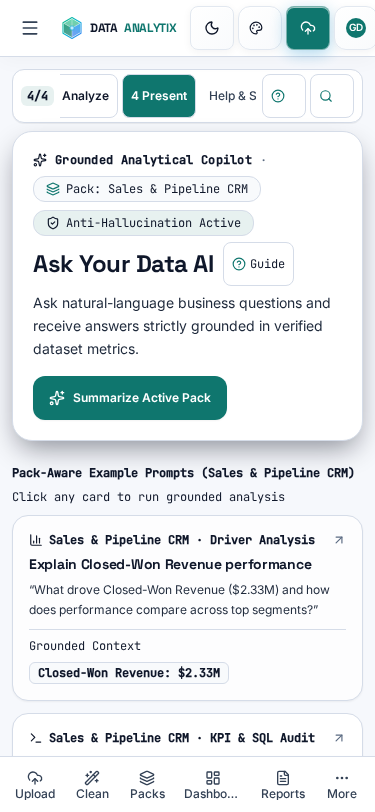 DATA ANALYTIX
GD
4/4 Analyze 4 Present Help & S
Grounded Analytical Copilot ·
Pack: Sales & Pipeline CRM
Anti-Hallucination Active
Ask Your Data AI Guide
Ask natural-language business questions and
receive answers strictly grounded in verified
dataset metrics.
Summarize Active Pack
Pack-Aware Example Prompts (Sales & Pipeline CRM)
Click any card to run grounded analysis
Sales & Pipeline CRM · Driver Analysis
Explain Closed-Won Revenue performance
“What drove Closed-Won Revenue ($2.33M) and how
does performance compare across top segments?”
Grounded Context
Closed-Won Revenue: $2.33M
Sales & Pipeline CRM · KPI & SQL Audit
Upload Clean Packs Dashbo... Reports More